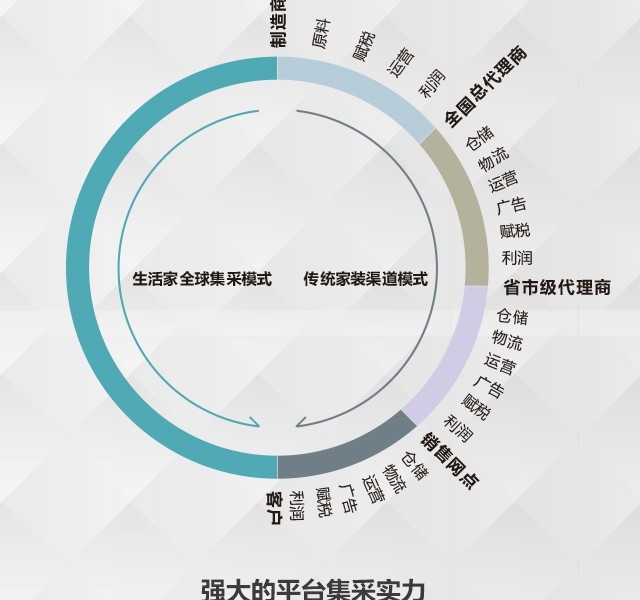 制造商
原料
赋税
运营
利润
全国总代理商
仓储
物流
运营
广告
赋税
利润
省市级代理商
仓储
物流
运营
广告
赋税
利润
销售网点
仓储
物流
运营
广告
赋税
利润
客户
生活家全球集采模式
传统家装渠道模式
强大的平台集采实力